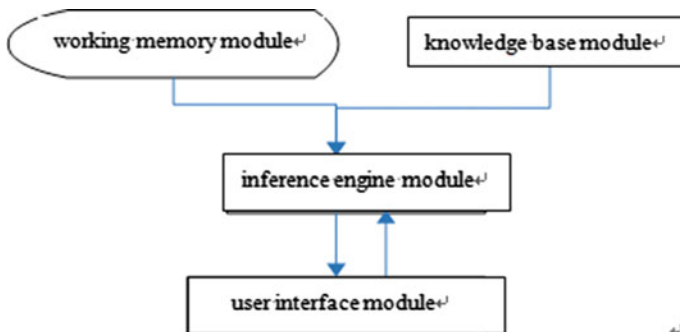 working memory module
knowledge base module
inference engine module
user interface module